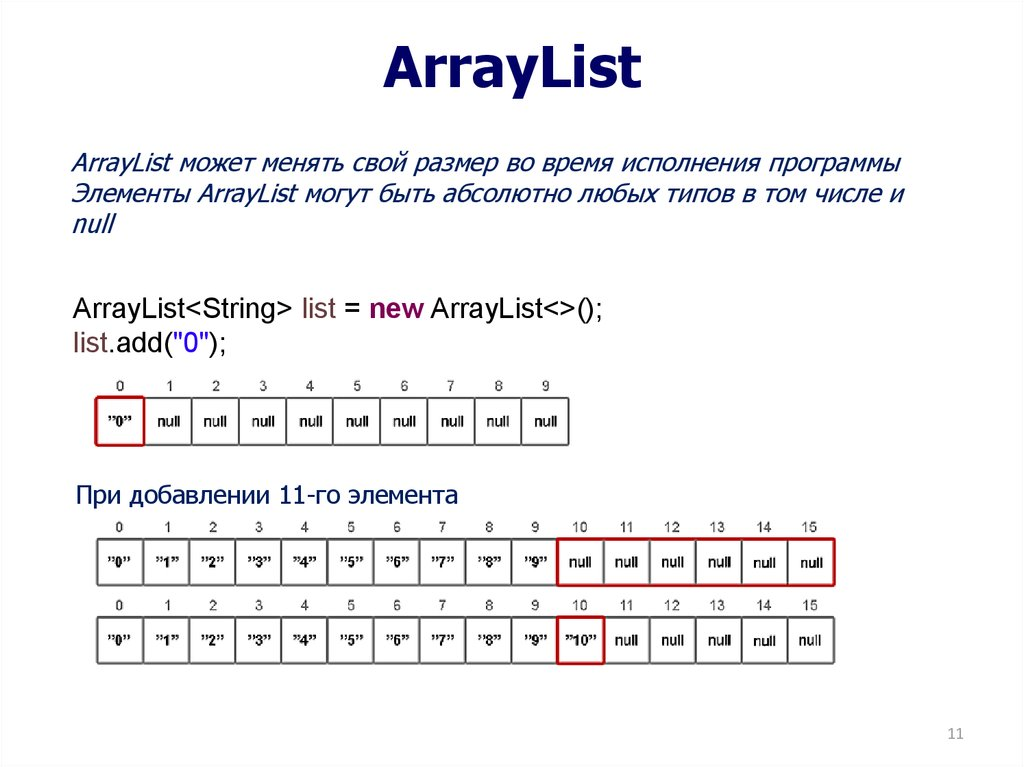 ArrayList
ArrayList может менять свой размер во время исполнения программы
Элементы ArrayList могут быть абсолютно любых типов в том числе и
null
ArrayList<String> list = new ArrayList<>();
list.add("0");
0 1 2 3 4 5 6 7 8 9
”0” null null null null null null null null null
При добавлении 11-го элемента
0 1 2 3 4 5 6 7 8 9 10 11 12 13 14 15
”0” ”1” ”2” ”3” ”4” ”5” ”6” ”7” ”8” ”9” null null null null null null
0 1 2 3 4 5 6 7 8 9 10 11 12 13 14 15
”0” ”1” ”2” ”3” ”4” ”5” ”6” ”7” ”8” ”9” ”10” null null null null null
11